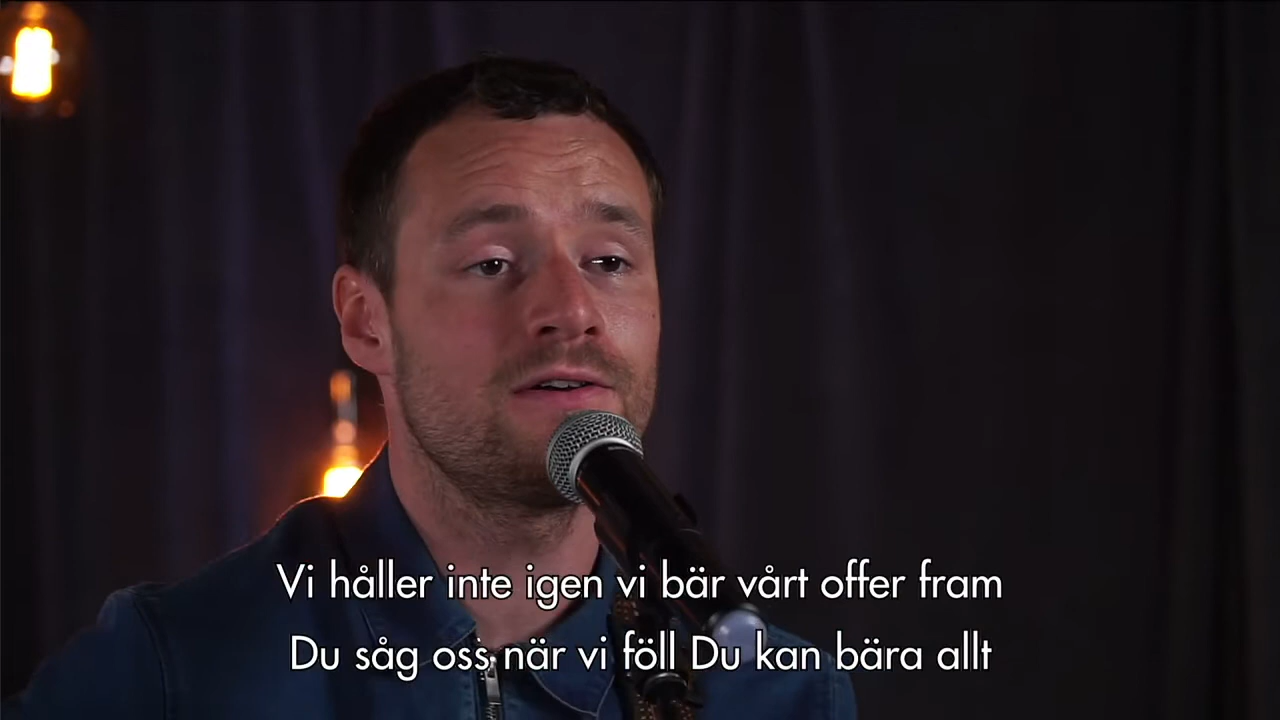 Vi håller inte igen vi bär vårt offer fram
Du såg oss när vi föll Du kan bära allt